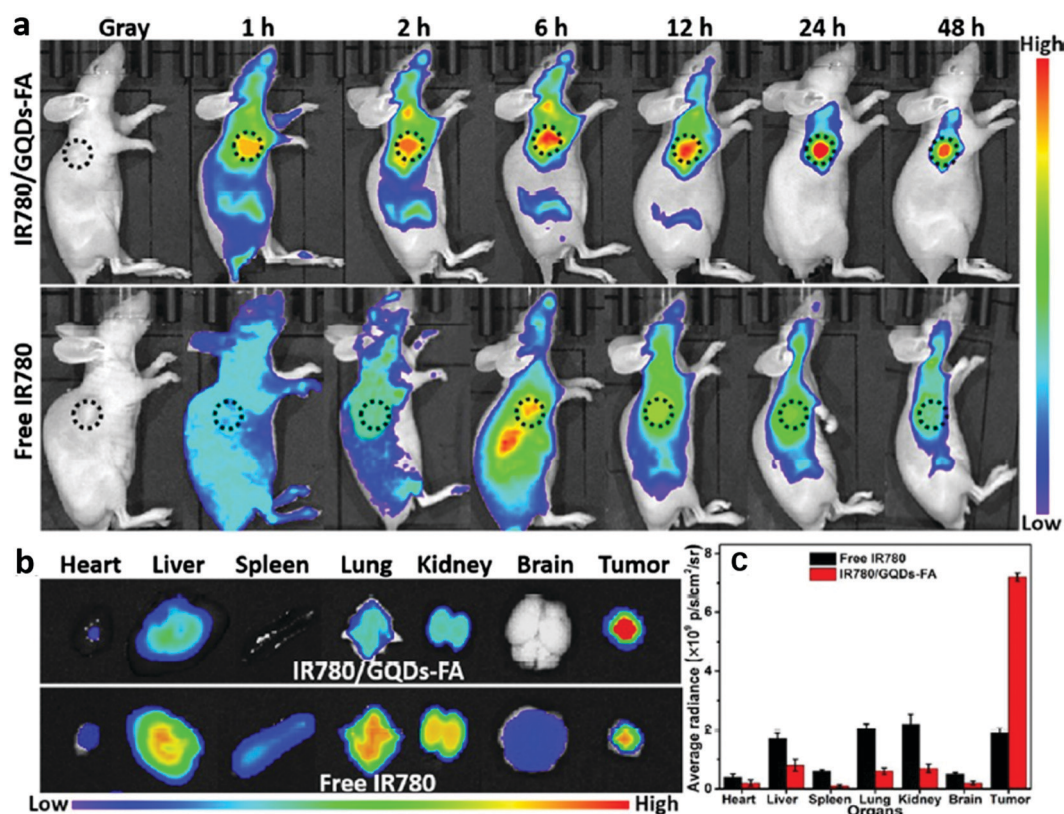 a
Gray 1 h 2 h 6 h 12 h 24 h 48 h
High
IR780/GQDs-FA
Free IR780
Low
b
Heart Liver Spleen Lung Kidney Brain Tumor
IR780/GQDs-FA
Free IR780
Low High
c
Free IR780
IR780/GQDs-FA
Average radiance (×10⁹ p/s/cm²/sr)
8
6
4
2
0
Heart Liver Spleen Lung Kidney Brain Tumor
Organs